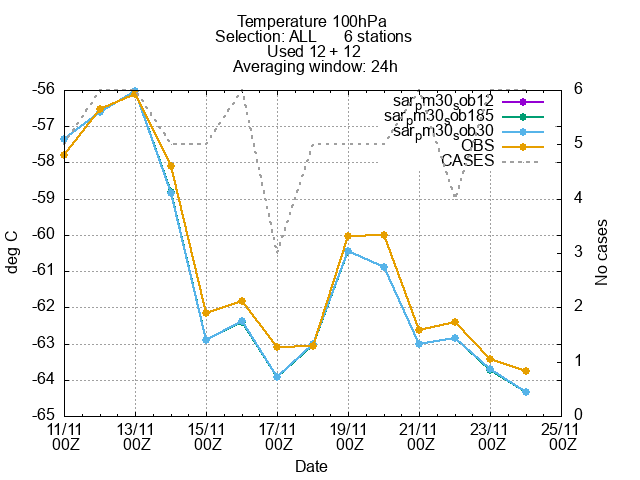 Temperature 100hPa
Selection: ALL 6 stations
Used 12 + 12
Averaging window: 24h
sar_pm30_sob12
sar_pm30_sob185
sar_pm30_sob30
OBS
CASES
-56
-57
-58
-59
-60
-61
-62
-63
-64
-65
deg C
6
5
4
3
2
1
0
No cases
11/11 13/11 15/11 17/11 19/11 21/11 23/11 25/11
00Z 00Z 00Z 00Z 00Z 00Z 00Z 00Z
Date